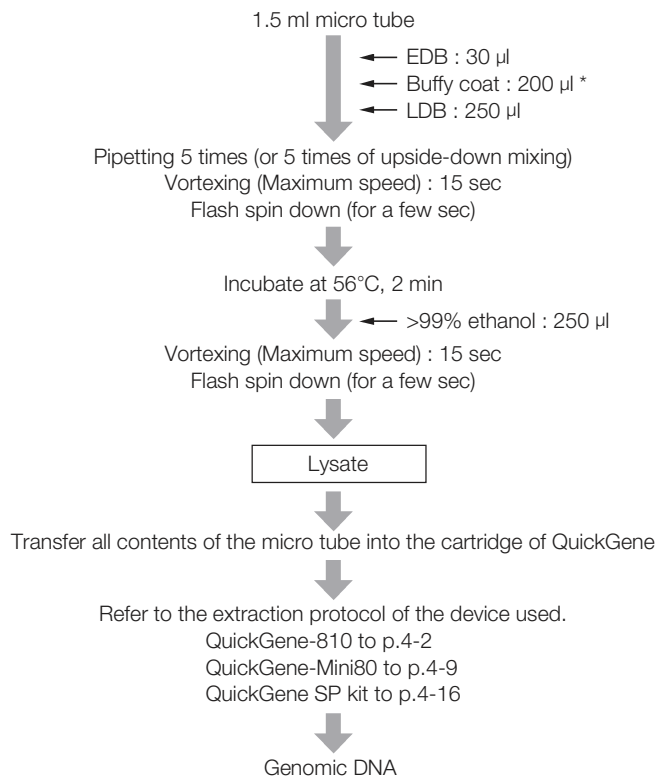 1.5 ml micro tube
EDB : 30 µl
Buffy coat : 200 µl *
LDB : 250 µl
Pipetting 5 times (or 5 times of upside-down mixing)
Vortexing (Maximum speed) : 15 sec
Flash spin down (for a few sec)
Incubate at 56°C, 2 min
>99% ethanol : 250 µl
Vortexing (Maximum speed) : 15 sec
Flash spin down (for a few sec)
Lysate
Transfer all contents of the micro tube into the cartridge of QuickGene
Refer to the extraction protocol of the device used.
QuickGene-810 to p.4-2
QuickGene-Mini80 to p.4-9
QuickGene SP kit to p.4-16
Genomic DNA